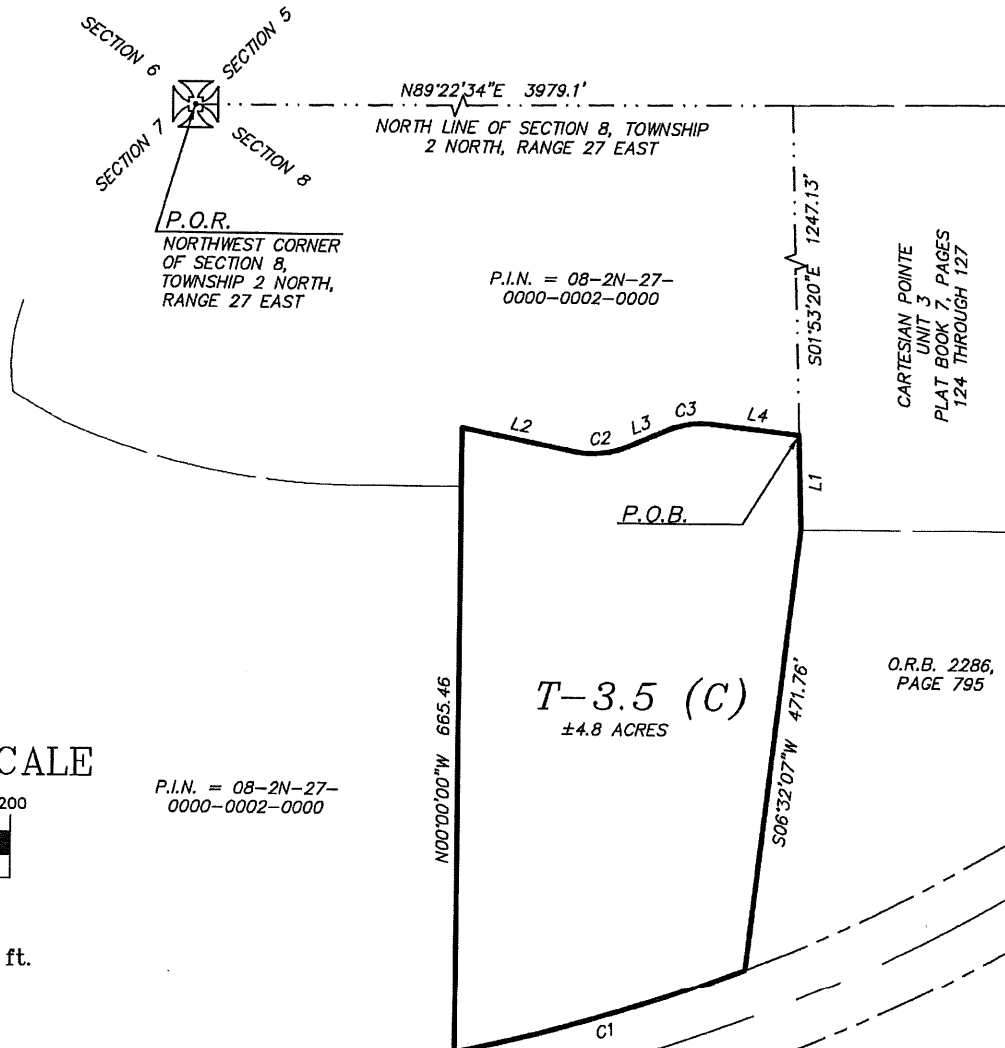 SECTION 6
SECTION 5
SECTION 7
SECTION 8
N89°22'34"E 3979.1'
NORTH LINE OF SECTION 8, TOWNSHIP
2 NORTH, RANGE 27 EAST
P.O.R.
NORTHWEST CORNER
OF SECTION 8,
TOWNSHIP 2 NORTH,
RANGE 27 EAST
P.I.N. = 08-2N-27-
0000-0002-0000
S01°53'20"E 1247.13'
CARTESIAN POINTE
UNIT 3
PLAT BOOK 7, PAGES
124 THROUGH 127
L2
C2
L3
C3
L4
L1
P.O.B.
T-3.5 (C)
±4.8 ACRES
N00°00'00"W 665.46
S06°32'07"W 471.76'
O.R.B. 2286,
PAGE 795
CALE
200
P.I.N. = 08-2N-27-
0000-0002-0000
ft.
C1